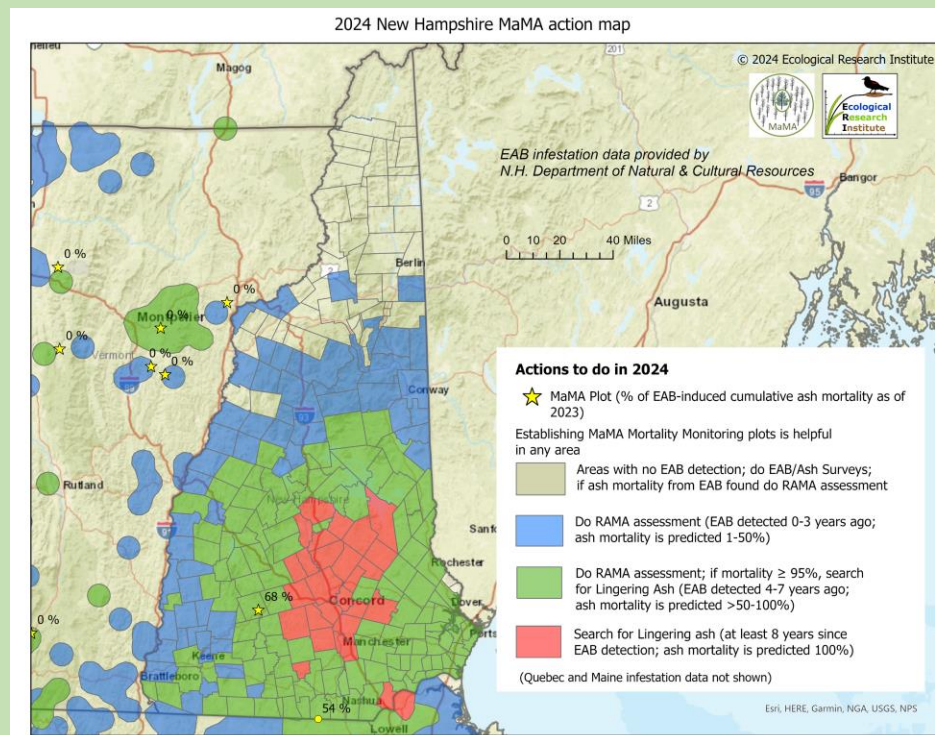 2024 New Hampshire MaMA action map
Magog
201
© 2024 Ecological Research Institute
MaMA
Ecological
Research
Institute
EAB infestation data provided by
N.H. Department of Natural & Cultural Resources
2
95
Bangor
0 10 20 40 Miles
Berlin
2
0 %
0 %
Montpelier
0 %
Augusta
0 %
Vermont
0 %
0 %
89
Conway
93
Rutland
New Hampshire
91
Rochester
68 %
Concord
Dover
0 %
Manchester
Keene
Brattleboro
Nashua
54 %
Lowell
Actions to do in 2024
MaMA Plot (% of EAB-induced cumulative ash mortality as of
2023)
Establishing MaMA Mortality Monitoring plots is helpful
in any area
Areas with no EAB detection; do EAB/Ash Surveys;
if ash mortality from EAB found do RAMA assessment
Do RAMA assessment (EAB detected 0-3 years ago;
ash mortality is predicted 1-50%)
Do RAMA assessment; if mortality ≥ 95%, search
for Lingering Ash (EAB detected 4-7 years ago;
ash mortality is predicted >50-100%)
Search for Lingering ash (at least 8 years since
EAB detection; ash mortality is predicted 100%)
(Quebec and Maine infestation data not shown)
Esri, HERE, Garmin, NGA, USGS, NPS